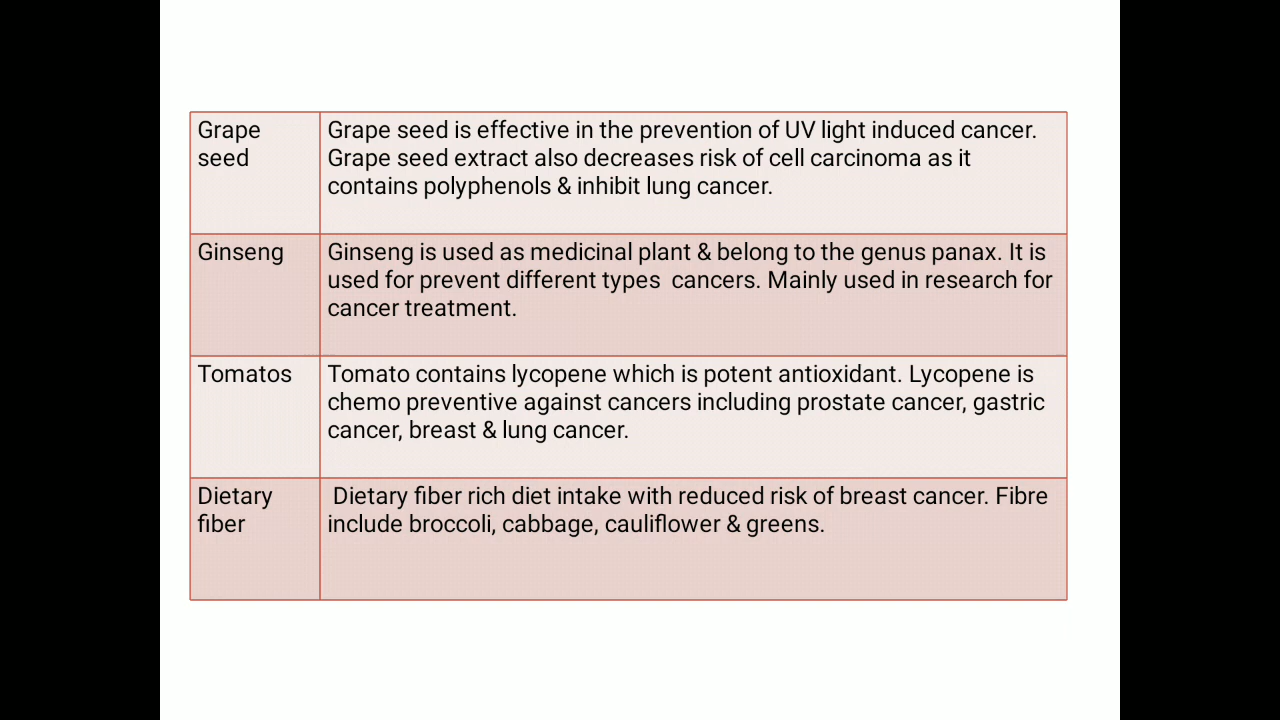 Grape
seed
Grape seed is effective in the prevention of UV light induced cancer.
Grape seed extract also decreases risk of cell carcinoma as it
contains polyphenols & inhibit lung cancer.
Ginseng
Ginseng is used as medicinal plant & belong to the genus panax. It is
used for prevent different types  cancers. Mainly used in research for
cancer treatment.
Tomatos
Tomato contains lycopene which is potent antioxidant. Lycopene is
chemo preventive against cancers including prostate cancer, gastric
cancer, breast & lung cancer.
Dietary
fiber
Dietary fiber rich diet intake with reduced risk of breast cancer. Fibre
include broccoli, cabbage, cauliflower & greens.